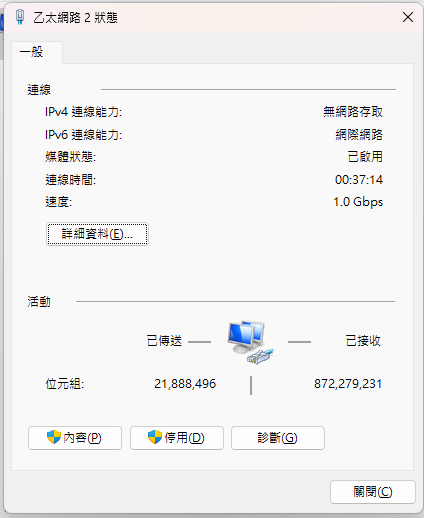 乙太網路 2 狀態
一般
連線
IPv4 連線能力: 無網路存取
IPv6 連線能力: 網際網路
媒體狀態: 已啟用
連線時間: 00:37:14
速度: 1.0 Gbps
詳細資料(E)...
活動
已傳送 已接收
位元組: 21,888,496 872,279,231
內容(P) 停用(D) 診斷(G)
關閉(C)